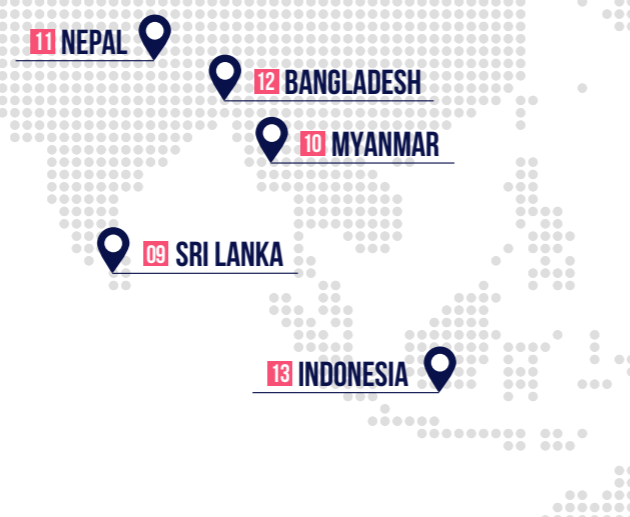 11 NEPAL
12 BANGLADESH
10 MYANMAR
09 SRI LANKA
13 INDONESIA